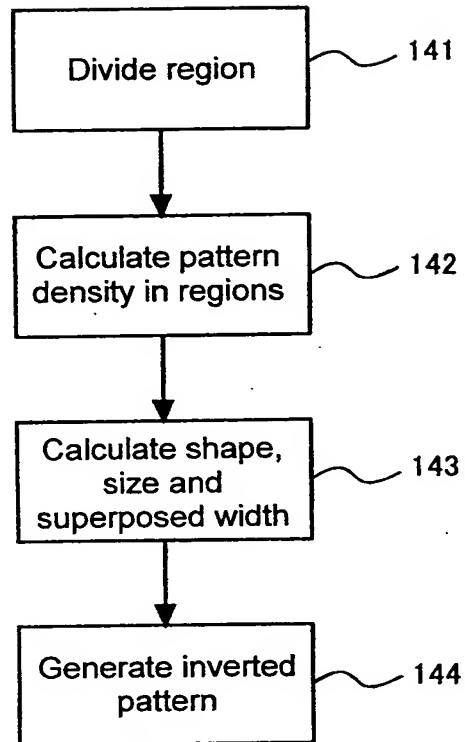 Divide region
141
Calculate pattern
density in regions
142
Calculate shape,
size and
superposed width
143
Generate inverted
pattern
144